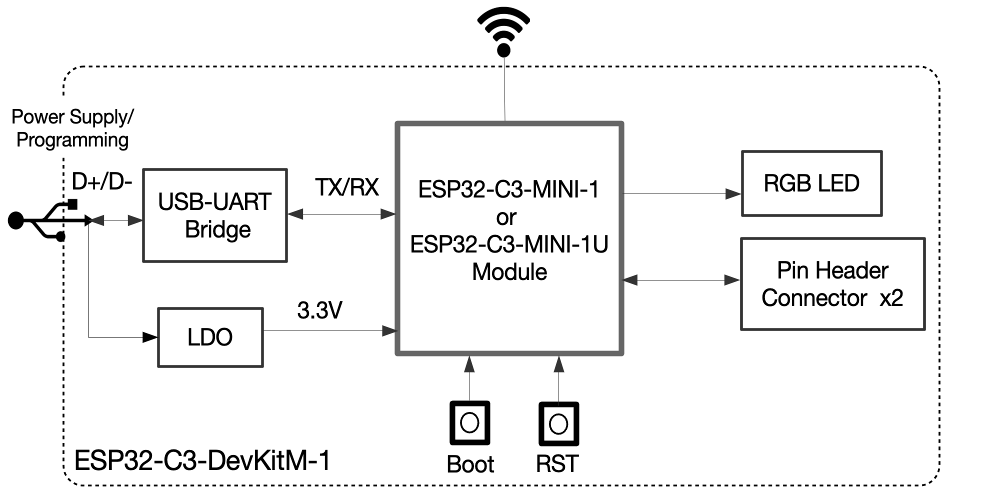 Power Supply/
Programming
D+/D-
USB-UART
Bridge
TX/RX
ESP32-C3-MINI-1
or
ESP32-C3-MINI-1U
Module
RGB LED
Pin Header
Connector x2
LDO
3.3V
Boot
RST
ESP32-C3-DevKitM-1